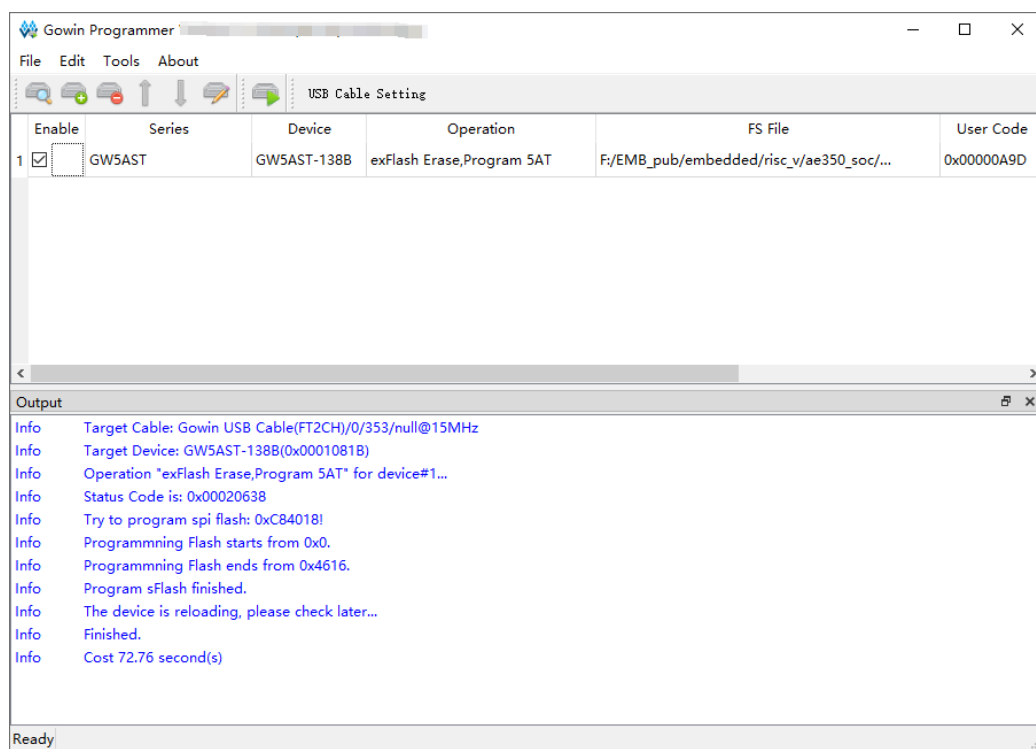 Gowin Programmer
File Edit Tools About
USB Cable Setting
Enable Series Device Operation FS File User Code
1 GW5AST GW5AST-138B exFlash Erase,Program 5AT F:/EMB_pub/embedded/risc_v/ae350_soc/... 0x00000A9D
Output
Info Target Cable: Gowin USB Cable(FT2CH)/0/353/null@15MHz
Info Target Device: GW5AST-138B(0x0001081B)
Info Operation "exFlash Erase,Program 5AT" for device#1...
Info Status Code is: 0x00020638
Info Try to program spi flash: 0xC84018!
Info Programmning Flash starts from 0x0.
Info Programmning Flash ends from 0x4616.
Info Program sFlash finished.
Info The device is reloading, please check later...
Info Finished.
Info Cost 72.76 second(s)
Ready